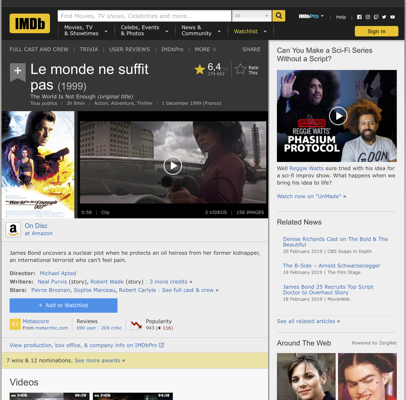 IMDb
Find Movies, TV shows, Celebrities and more...
All
IMDbPro
Help
Movies, TV
& Showtimes
Celebs, Events
& Photos
News &
Community
Watchlist
Sign in
FULL CAST AND CREW | TRIVIA | USER REVIEWS | IMDbPro | MORE
SHARE
Le monde ne suffit
pas (1999)
6,4
174.652
Rate
This
The World Is Not Enough (original title)
Tous publics | 2h 8min | Action, Adventure, Thriller | 1 December 1999 (France)
0:58 | Clip
2 VIDEOS | 158 IMAGES
On Disc
at Amazon
James Bond uncovers a nuclear plot when he protects an oil heiress from her former kidnapper,
an international terrorist who can't feel pain.
Director: Michael Apted
Writers: Neal Purvis (story), Robert Wade (story) | 3 more credits »
Stars: Pierce Brosnan, Sophie Marceau, Robert Carlyle | See full cast & crew »
+ Add to Watchlist
57
Metascore
From metacritic.com
Reviews
690 user | 204 critic
Popularity
943 (116)
View production, box office, & company info on IMDbPro
7 wins & 12 nominations. See more awards »
Videos
Can You Make a Sci-Fi Series
Without a Script?
REGGIE WATTS'
PHASIUM
PROTOCOL
Well Reggie Watts sure tried with his idea for
a sci-fi improv show. What happens when we
bring his idea to life?
Watch now on "UnMade" »
Related News
Denise Richards Cast on The Bold & The
Beautiful
20 February 2019 | CBS Soaps In Depth
The B-Side – Arnold Schwarzenegger
19 February 2019 | The Film Stage
James Bond 25 Recruits Top Script
Doctor to Overhaul Story
18 February 2019 | MovieWeb
See all related articles »
Around The Web | Powered by ZergNet